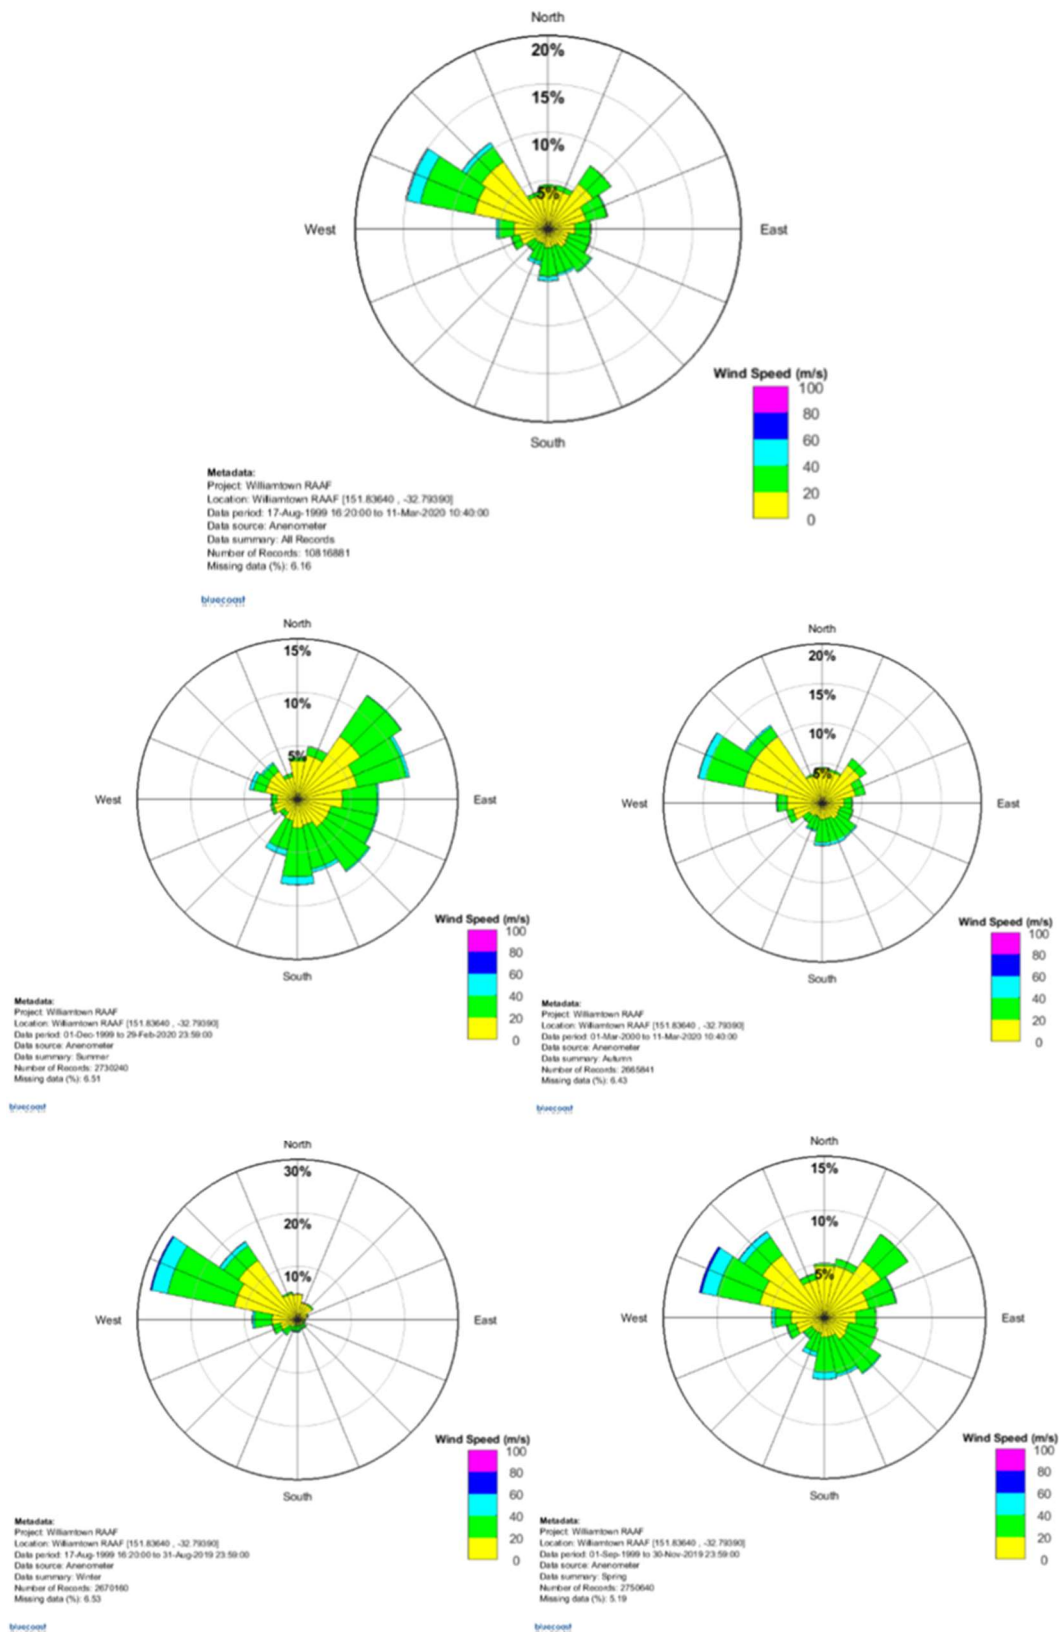 North
20%
15%
10%
5%
West
East
South
Wind Speed (m/s)
100
80
60
40
20
0
Metadata:
Project: Williamtown RAAF
Location: Williamtown RAAF [151.83640 , -32.79390]
Data period: 17-Aug-1999 16:20:00 to 11-Mar-2020 10:40:00
Data source: Anenometer
Data summary: All Records
Number of Records: 10816881
Missing data (%): 6.16
bluecoast
North
15%
10%
5%
West
East
South
Wind Speed (m/s)
100
80
60
40
20
0
Metadata:
Project: Williamtown RAAF
Location: Williamtown RAAF [151.83640 , -32.79390]
Data period: 01-Dec-1999 to 29-Feb-2020 23:59:00
Data source: Anenometer
Data summary: Summer
Number of Records: 2730240
Missing data (%): 6.51
bluecoast
North
20%
15%
10%
5%
West
East
South
Wind Speed (m/s)
100
80
60
40
20
0
Metadata:
Project: Williamtown RAAF
Location: Williamtown RAAF [151.83640 , -32.79390]
Data period: 01-Mar-2000 to 11-Mar-2020 10:40:00
Data source: Anenometer
Data summary: Autumn
Number of Records: 2665841
Missing data (%): 6.43
bluecoast
North
30%
20%
10%
West
East
South
Wind Speed (m/s)
100
80
60
40
20
0
Metadata:
Project: Williamtown RAAF
Location: Williamtown RAAF [151.83640 , -32.79390]
Data period: 17-Aug-1999 16:20:00 to 31-Aug-2019 23:59:00
Data source: Anenometer
Data summary: Winter
Number of Records: 2670160
Missing data (%): 6.53
bluecoast
North
15%
10%
5%
West
East
South
Wind Speed (m/s)
100
80
60
40
20
0
Metadata:
Project: Williamtown RAAF
Location: Williamtown RAAF [151.83640 , -32.79390]
Data period: 01-Sep-1999 to 30-Nov-2019 23:59:00
Data source: Anenometer
Data summary: Spring
Number of Records: 2750640
Missing data (%): 5.19
bluecoast